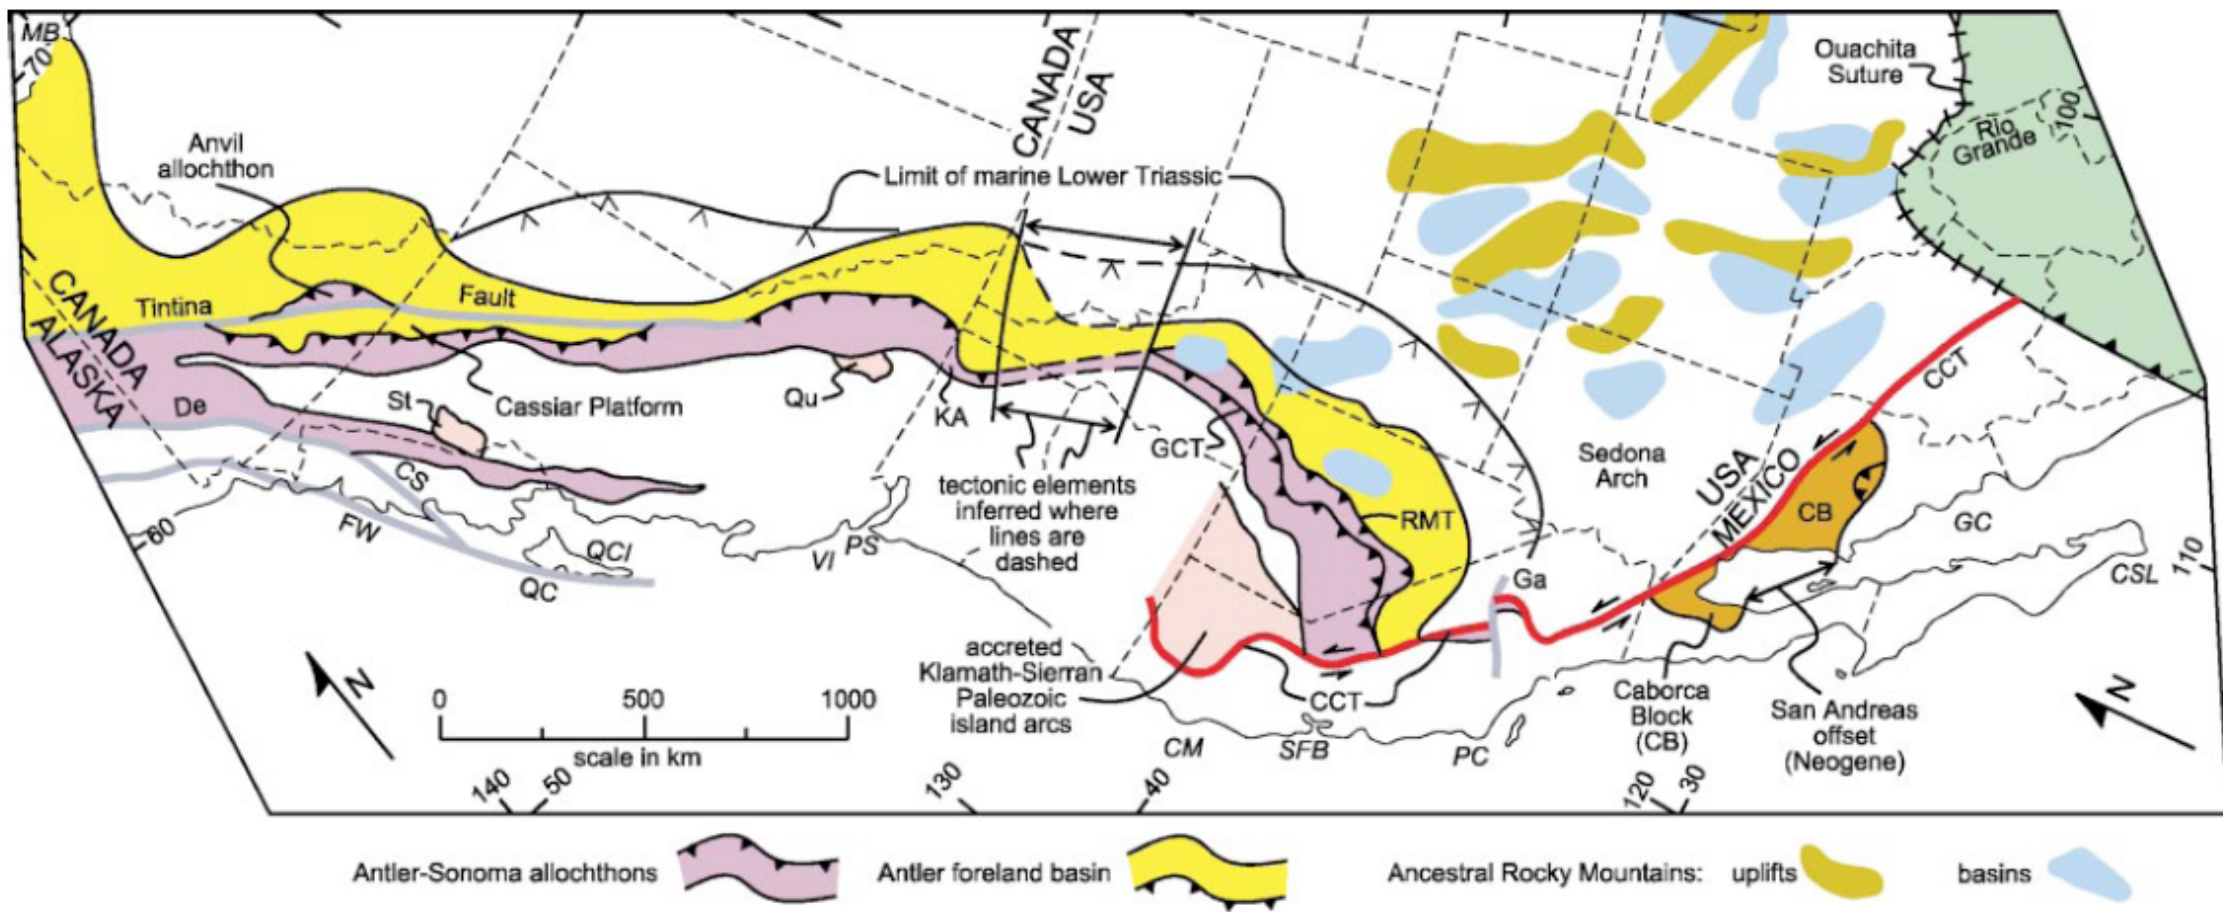 MB
70
Anvil
allochthon
CANADA
USA
Limit of marine Lower Triassic
Ouachita
Suture
100
Rio
Grande
CANADA
ALASKA
Tintina
Fault
De
St
Cassiar Platform
Qu
KA
GCT
RMT
CS
FW
QCI
QC
60
VI
PS
tectonic elements
inferred where
lines are
dashed
Sedona
Arch
USA
MEXICO
CCT
CB
GC
CSL
110
Ga
accreted
Klamath-Sierran
Paleozoic
island arcs
CCT
Caborca
Block
(CB)
San Andreas
offset
(Neogene)
N
N
0 500 1000
scale in km
CM
SFB
PC
140
50
130
40
120
30
Antler-Sonoma allochthons
Antler foreland basin
Ancestral Rocky Mountains: uplifts basins